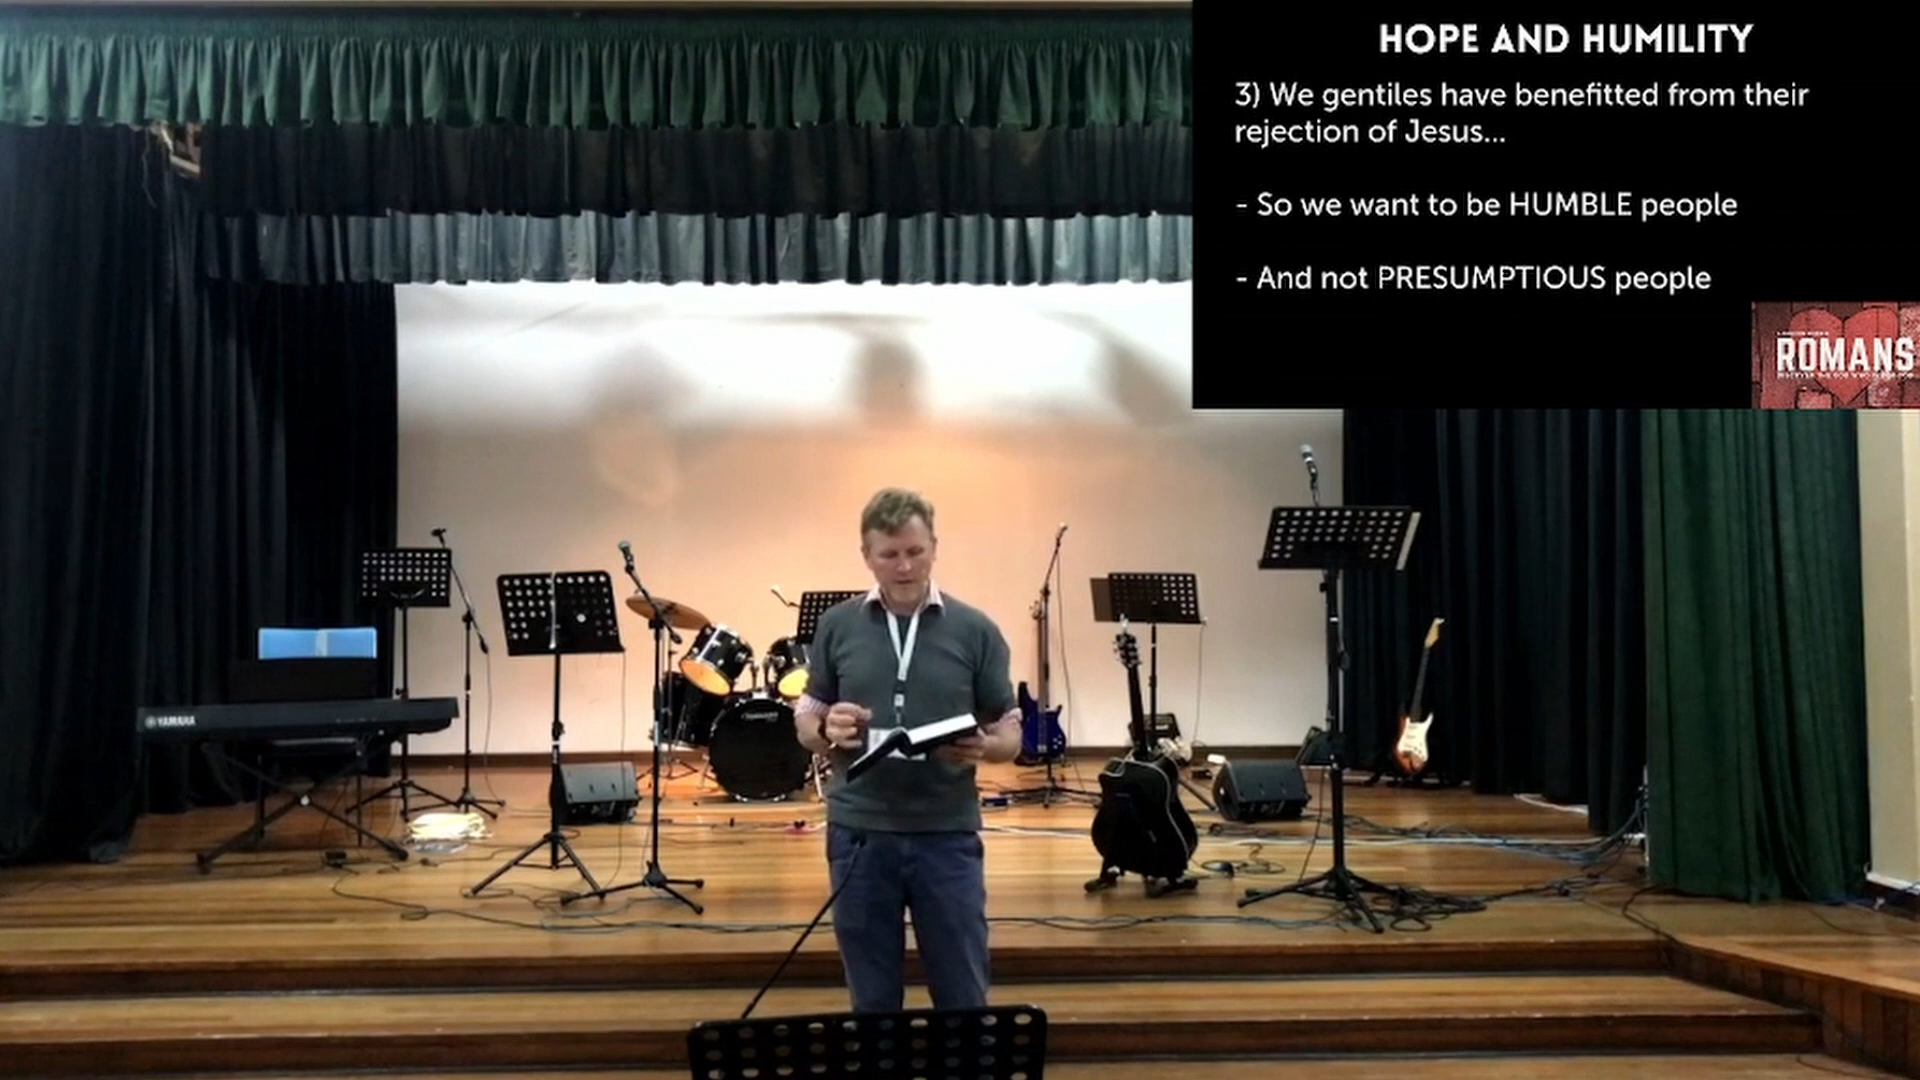 HOPE AND HUMILITY
3) We gentiles have benefitted from their
rejection of Jesus...
- So we want to be HUMBLE people
- And not PRESUMPTIOUS people
ROMANS
YAMAHA